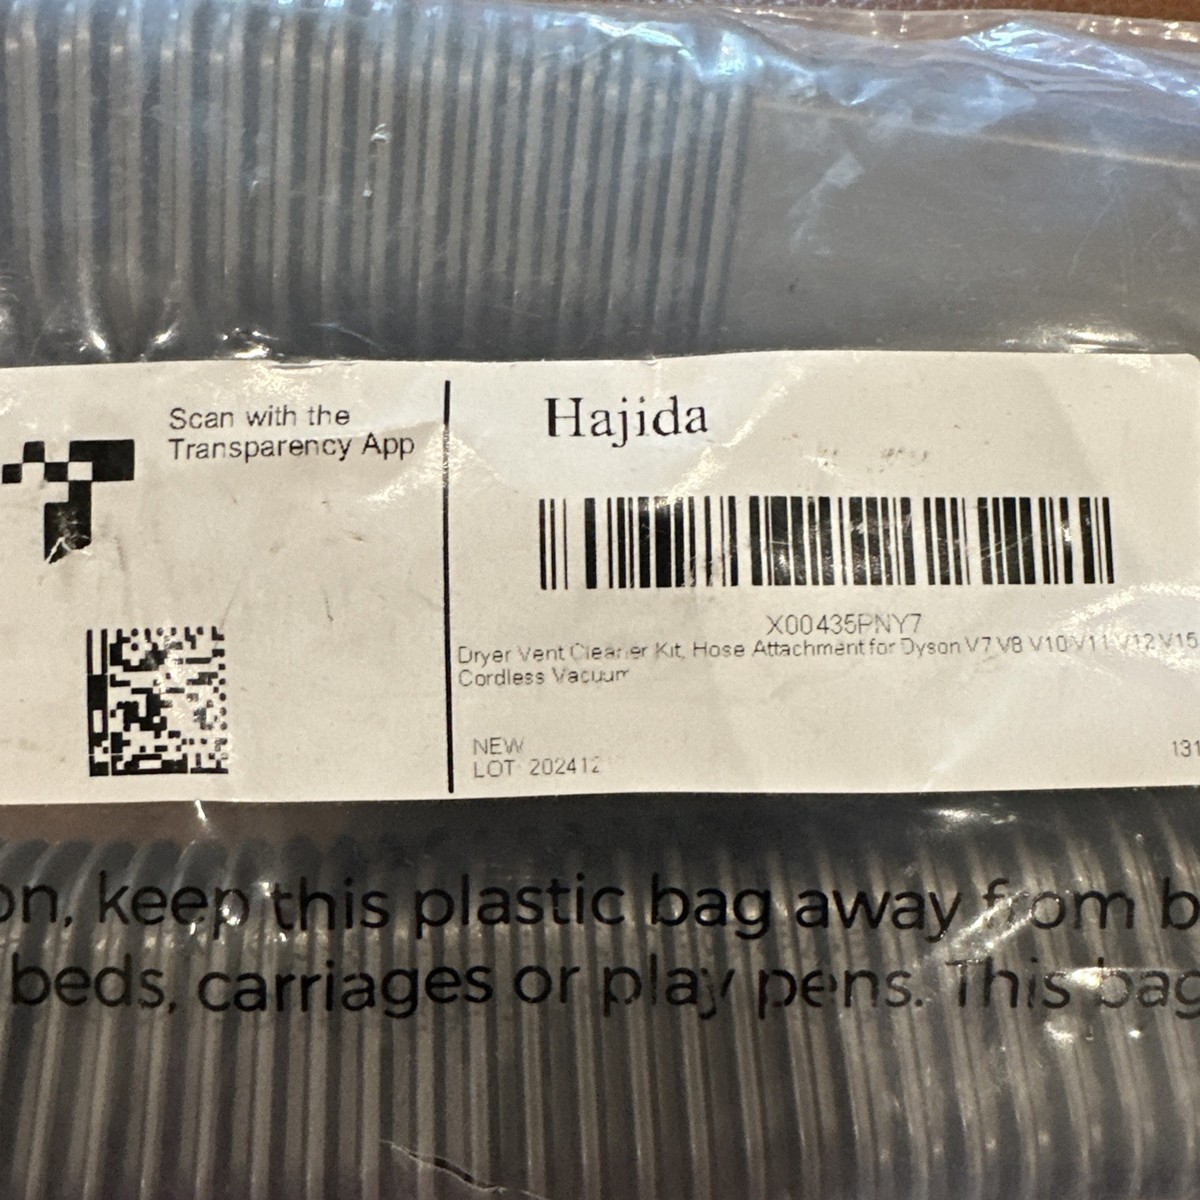 Scan with the
Transparency App
Hajida
X00435PNY7
Dryer Vent Cleaner Kit, Hose Attachment for Dyson V7 V8 V10 V11 V12 V15
Cordless Vacuum
NEW
LOT: 202412
131
on, keep this plastic bag away from b
beds, carriages or play pens. This bag